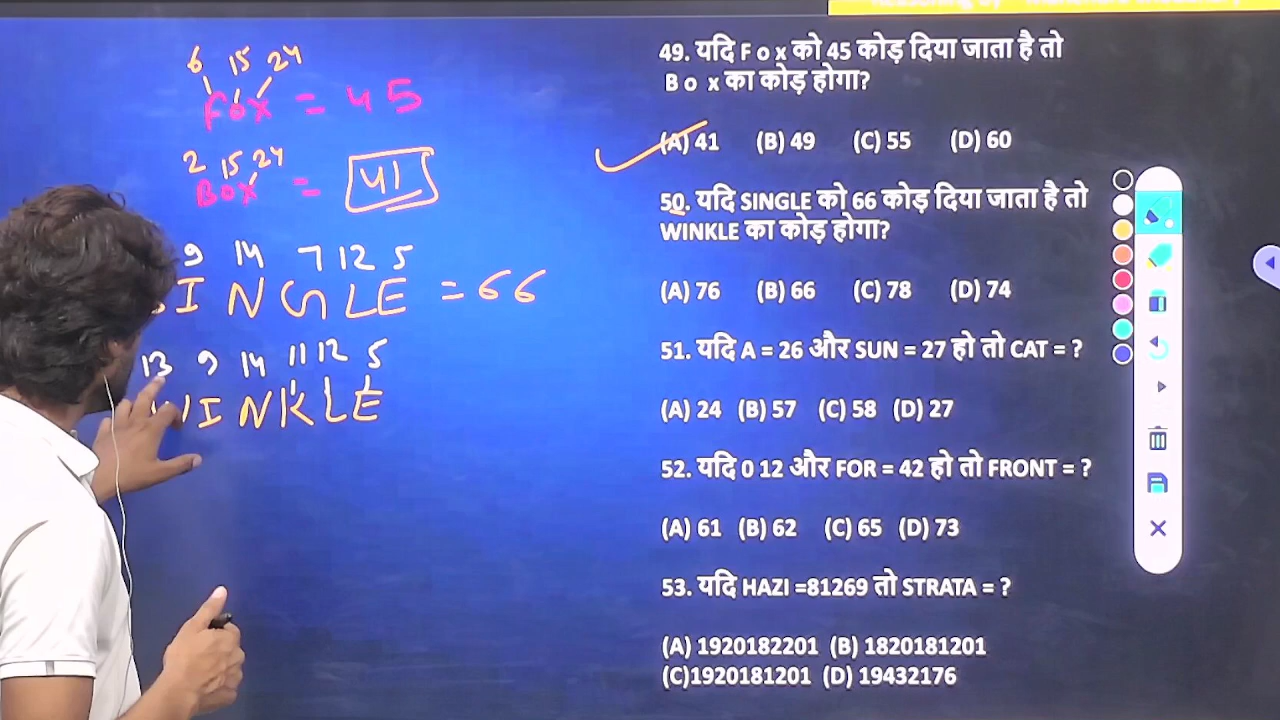 6 15 24
Fox = 45
2 15 24
Box = 41
9 14 7 12 5
INGLE = 66
13 9 14 11 12 5
WINKLE
49. यदि F o x को 45 कोड़ दिया जाता है तो
B o x का कोड़ होगा?
(A) 41 (B) 49 (C) 55 (D) 60
50. यदि SINGLE को 66 कोड़ दिया जाता है तो
WINKLE का कोड़ होगा?
(A) 76 (B) 66 (C) 78 (D) 74
51. यदि A = 26 और SUN = 27 हो तो CAT = ?
(A) 24 (B) 57 (C) 58 (D) 27
52. यदि 0 12 और FOR = 42 हो तो FRONT = ?
(A) 61 (B) 62 (C) 65 (D) 73
53. यदि HAZI =81269 तो STRATA = ?
(A) 1920182201 (B) 1820181201
(C)1920181201 (D) 19432176